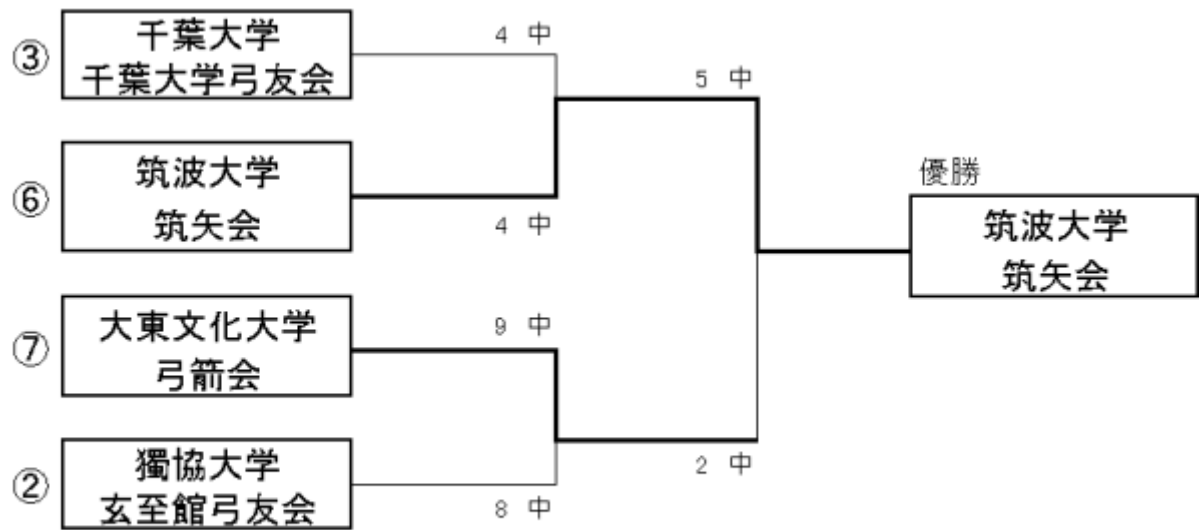 ③
千葉大学
千葉大学弓友会
4 中
5 中
⑥
筑波大学
筑矢会
4 中
優勝
筑波大学
筑矢会
⑦
大東文化大学
弓箭会
9 中
2 中
②
獨協大学
玄至館弓友会
8 中